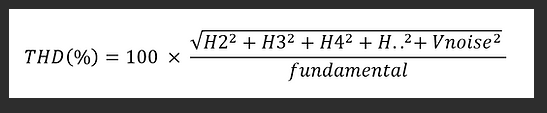 THD(%) = 100 × √H2² + H3² + H4² + H..²+ Vnoise²
fundamental